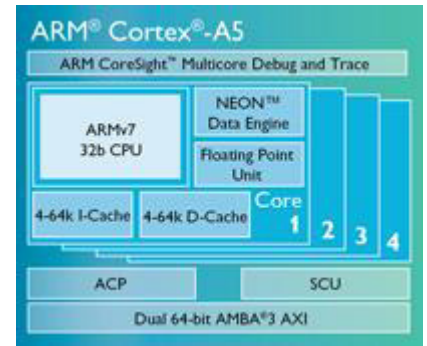 ARM® Cortex®-A5
ARM CoreSight™ Multicore Debug and Trace
ARMv7
32b CPU
NEON™
Data Engine
Floating Point
Unit
4-64k I-Cache
4-64k D-Cache
Core
1
2
3
4
ACP
SCU
Dual 64-bit AMBA®3 AXI